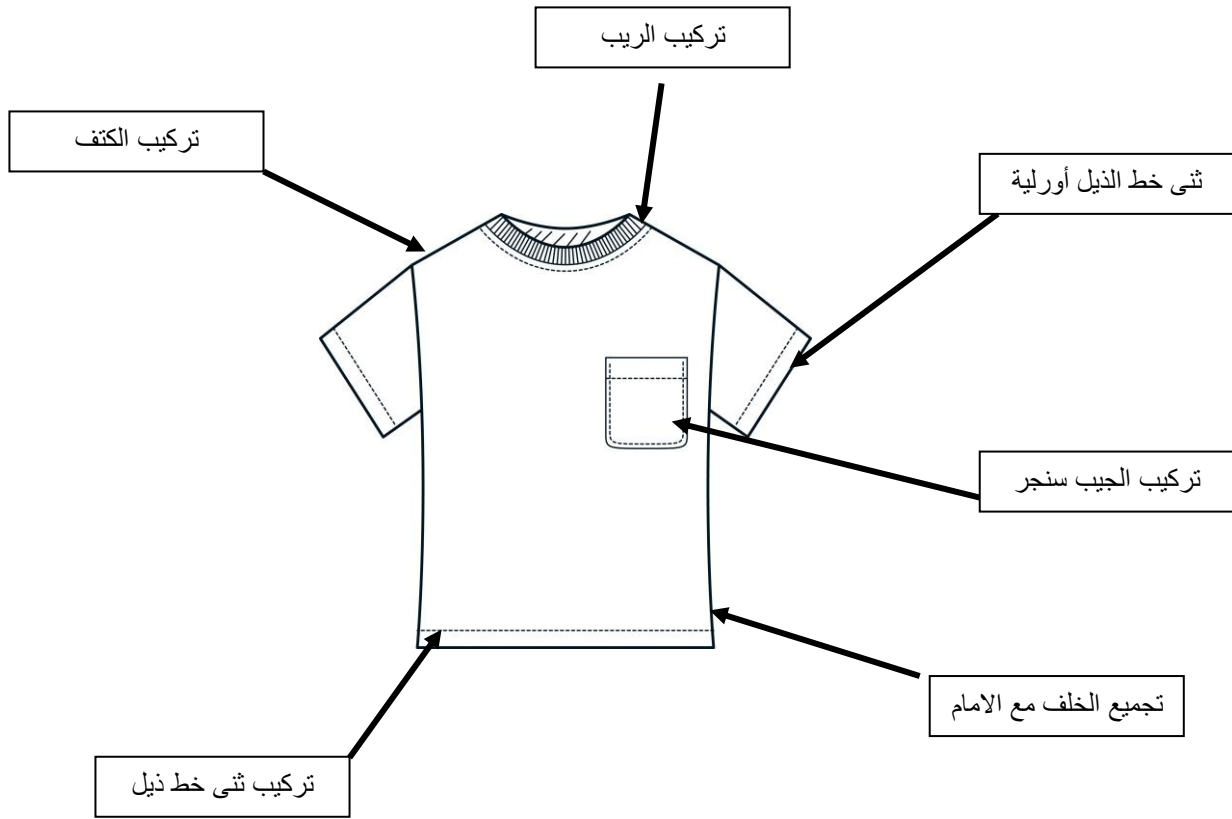 تركيب الريب
تركيب الكتف
ثنى خط الذيل أورلية
تركيب الجيب سنجر
تجميع الخلف مع الامام
تركيب ثنى خط ذيل